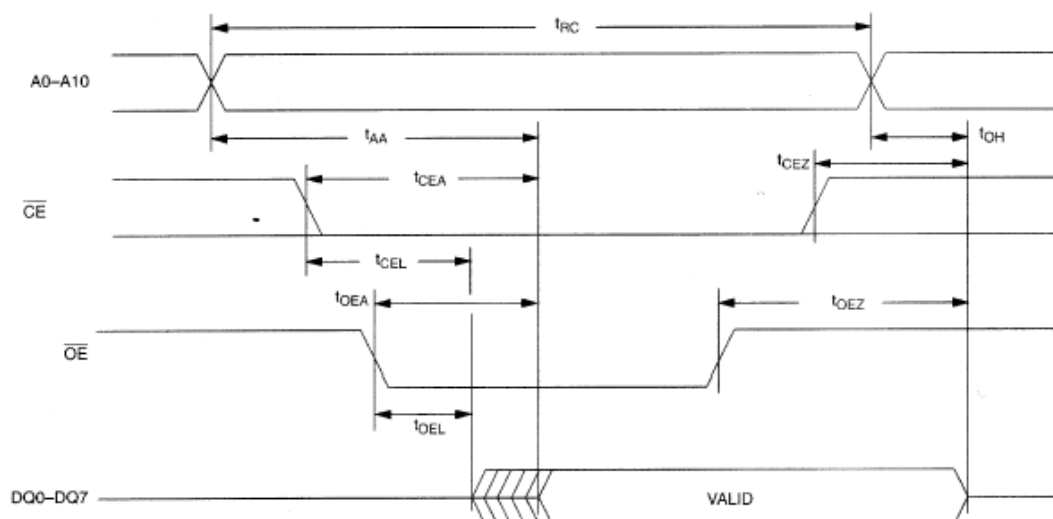 tRC
A0–A10
tAA
tOH
tCEZ
tCEA
CE
tCEL
tOEA
tOEZ
OE
tOEL
DQ0–DQ7
VALID